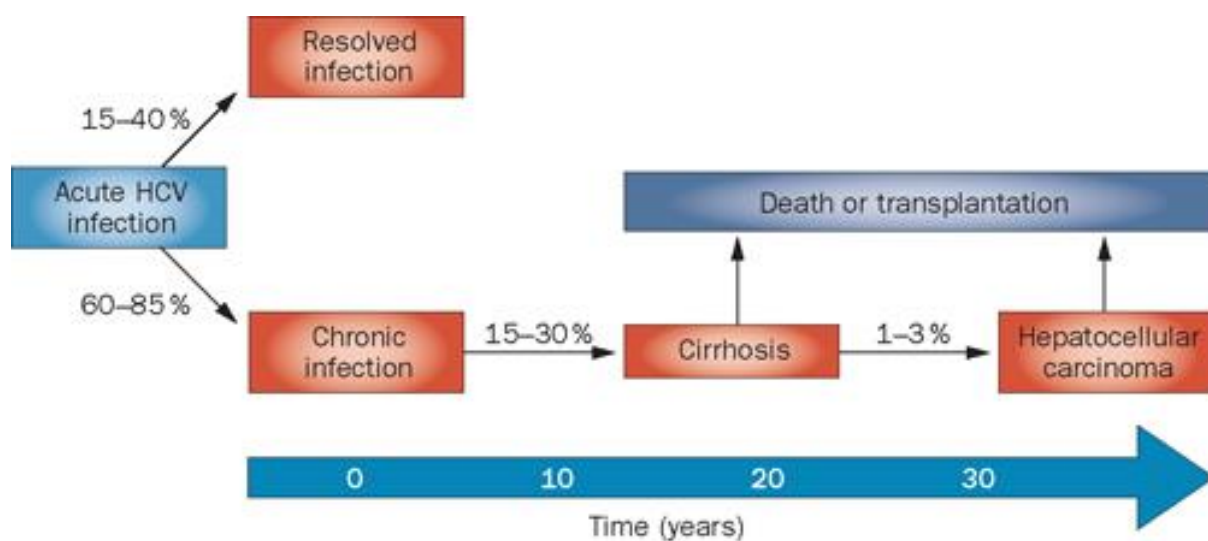 Resolved
infection
15–40 %
Acute HCV
infection
Death or transplantation
60–85 %
Chronic
infection
15–30 %
Cirrhosis
1–3 %
Hepatocellular
carcinoma
0 10 20 30
Time (years)